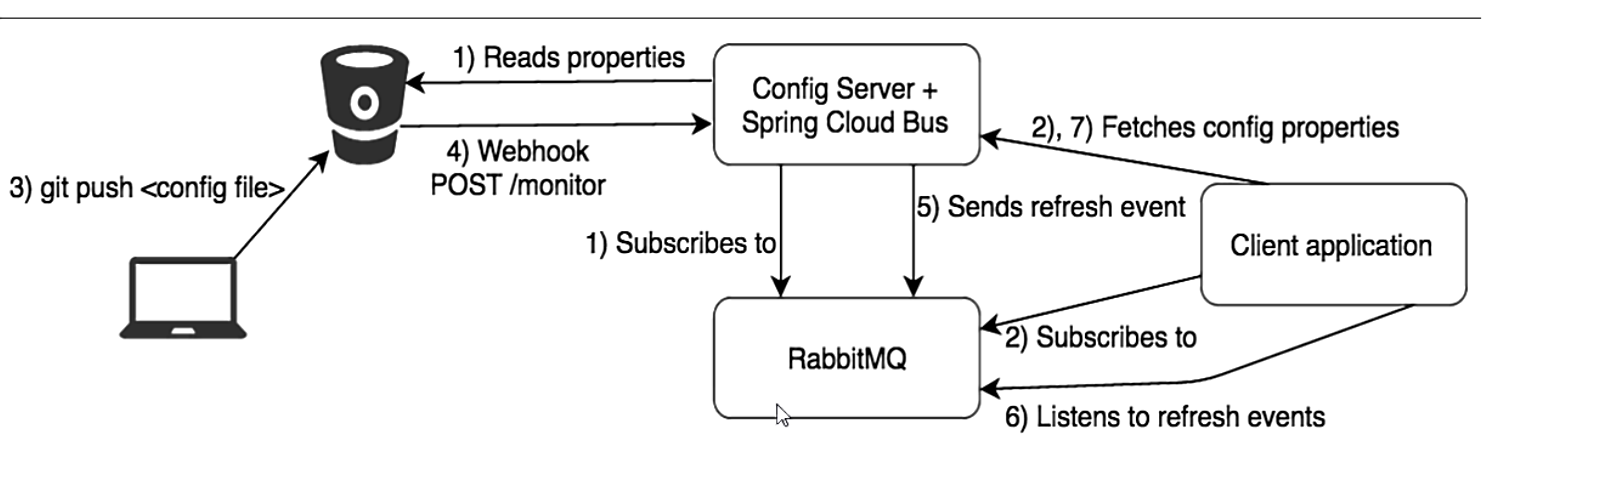 1) Reads properties
Config Server +
Spring Cloud Bus
2), 7) Fetches config properties
4) Webhook
POST /monitor
3) git push <config file>
5) Sends refresh event
1) Subscribes to
Client application
2) Subscribes to
RabbitMQ
6) Listens to refresh events